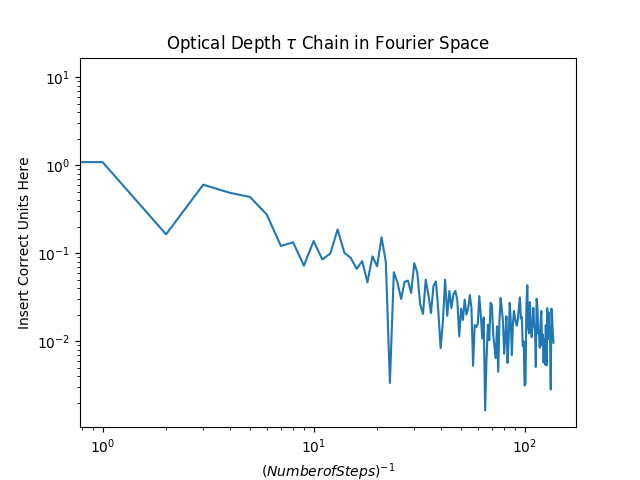 Optical Depth τ Chain in Fourier Space
10¹
10⁰
10⁻¹
10⁻²
Insert Correct Units Here
10⁰ 10¹ 10²
(NumberofSteps)⁻¹